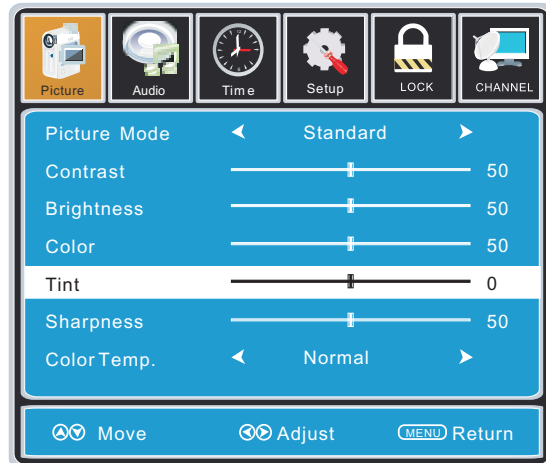 Picture Audio Time Setup LOCK CHANNEL
Picture Mode Standard
Contrast 50
Brightness 50
Color 50
Tint 0
Sharpness 50
Color Temp. Normal
Move Adjust MENU Return